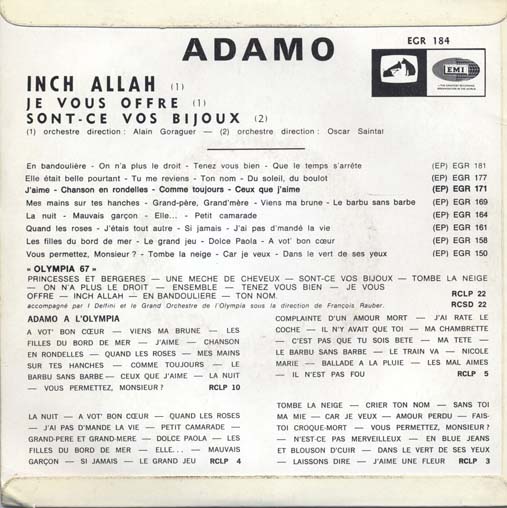 ADAMO
EGR 184
INCH ALLAH (1)
JE VOUS OFFRE (1)
SONT-CE VOS BIJOUX (2)
(1) orchestre direction : Alain Goraguer — (2) orchestre direction : Oscar Saintal
EMI
En bandoulière - On n'a plus le droit - Tenez vous bien - Que le temps s'arrête (EP) EGR 181
Elle était belle pourtant - Tu me reviens - Ton nom - Du soleil, du boulot (EP) EGR 177
J'aime - Chanson en rondelles - Comme toujours - Ceux que j'aime (EP) EGR 171
Mes mains sur tes hanches - Grand-père, Grand'mère - Viens ma brune - Le barbu sans barbe (EP) EGR 169
La nuit - Mauvais garçon - Elle... - Petit camarade (EP) EGR 164
Quand les roses - J'étais tout autre - Si jamais - J'ai pas d'mandé la vie (EP) EGR 161
Les filles du bord de mer - Le grand jeu - Dolce Paola - A vot' bon cœur (EP) EGR 158
Vous permettez, Monsieur ? - Tombe la neige - Car je veux - Dans le vert de ses yeux (EP) EGR 150
« OLYMPIA 67 »
PRINCESSES ET BERGERES — UNE MECHE DE CHEVEUX — SONT-CE VOS BIJOUX — TOMBE LA NEIGE
— ON N'A PLUS LE DROIT — ENSEMBLE — TENEZ VOUS BIEN — JE VOUS
OFFRE — INCH ALLAH — EN BANDOULIERE — TON NOM. RCLP 22
accompagné par I Delfini et le Grand Orchestre de l'Olympia sous la direction de François Rauber. RCSD 22
ADAMO A L'OLYMPIA
A VOT' BON CŒUR — VIENS MA BRUNE — LES
FILLES DU BORD DE MER — J'AIME — CHANSON
EN RONDELLES — QUAND LES ROSES — MES MAINS
SUR TES HANCHES — COMME TOUJOURS — LE
BARBU SANS BARBE — CEUX QUE J'AIME — LA NUIT
— VOUS PERMETTEZ, MONSIEUR ? RCLP 10
COMPLAINTE D'UN AMOUR MORT — J'AI RATE LE
COCHE — IL N'Y AVAIT QUE TOI — MA CHAMBRETTE
— C'EST PAS QUE TU SOIS BETE — MA TETE —
LE BARBU SANS BARBE — LE TRAIN VA — NICOLE
MARIE — BALLADE A LA PLUIE — LES MAL AIMES
— IL N'EST PAS FOU RCLP 5
LA NUIT — A VOT' BON CŒUR — QUAND LES ROSES
— J'AI PAS D'MANDE LA VIE — PETIT CAMARADE —
GRAND-PERE ET GRAND-MERE — DOLCE PAOLA — LES
FILLES DU BORD DE MER — ELLE... — MAUVAIS
GARÇON — SI JAMAIS — LE GRAND JEU RCLP 4
TOMBE LA NEIGE — CRIER TON NOM — SANS TOI
MA MIE — CAR JE VEUX — AMOUR PERDU — FAIS-
TOI CROQUE-MORT — VOUS PERMETTEZ, MONSIEUR ?
— N'EST-CE PAS MERVEILLEUX — EN BLUE JEANS
ET BLOUSON D'CUIR — DANS LE VERT DE SES YEUX
— LAISSONS DIRE — J'AIME UNE FLEUR RCLP 3